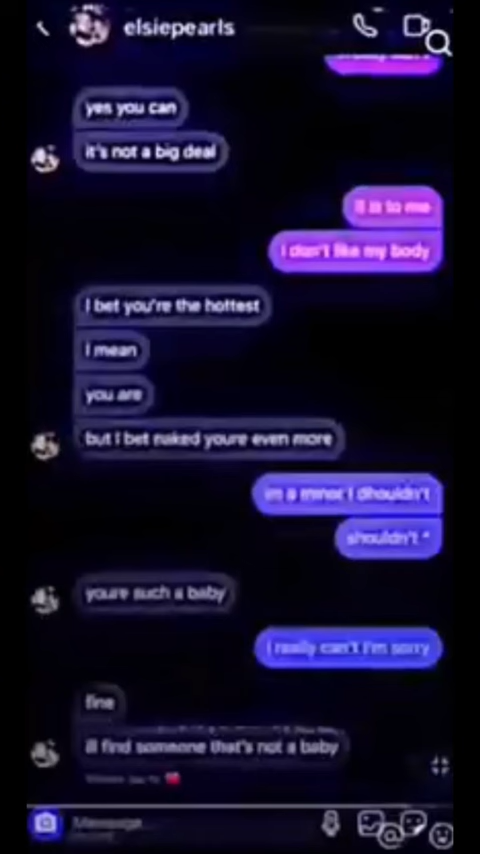 elsiepearls
yes you can
it's not a big deal
it is to me
I don't like my body
I bet you're the hottest
I mean
you are
but I bet naked youre even more
im a minor I dhouldn't
shouldn't *
youre such a baby
I really can't I'm sorry
fine
ill find someone that's not a baby
Message...